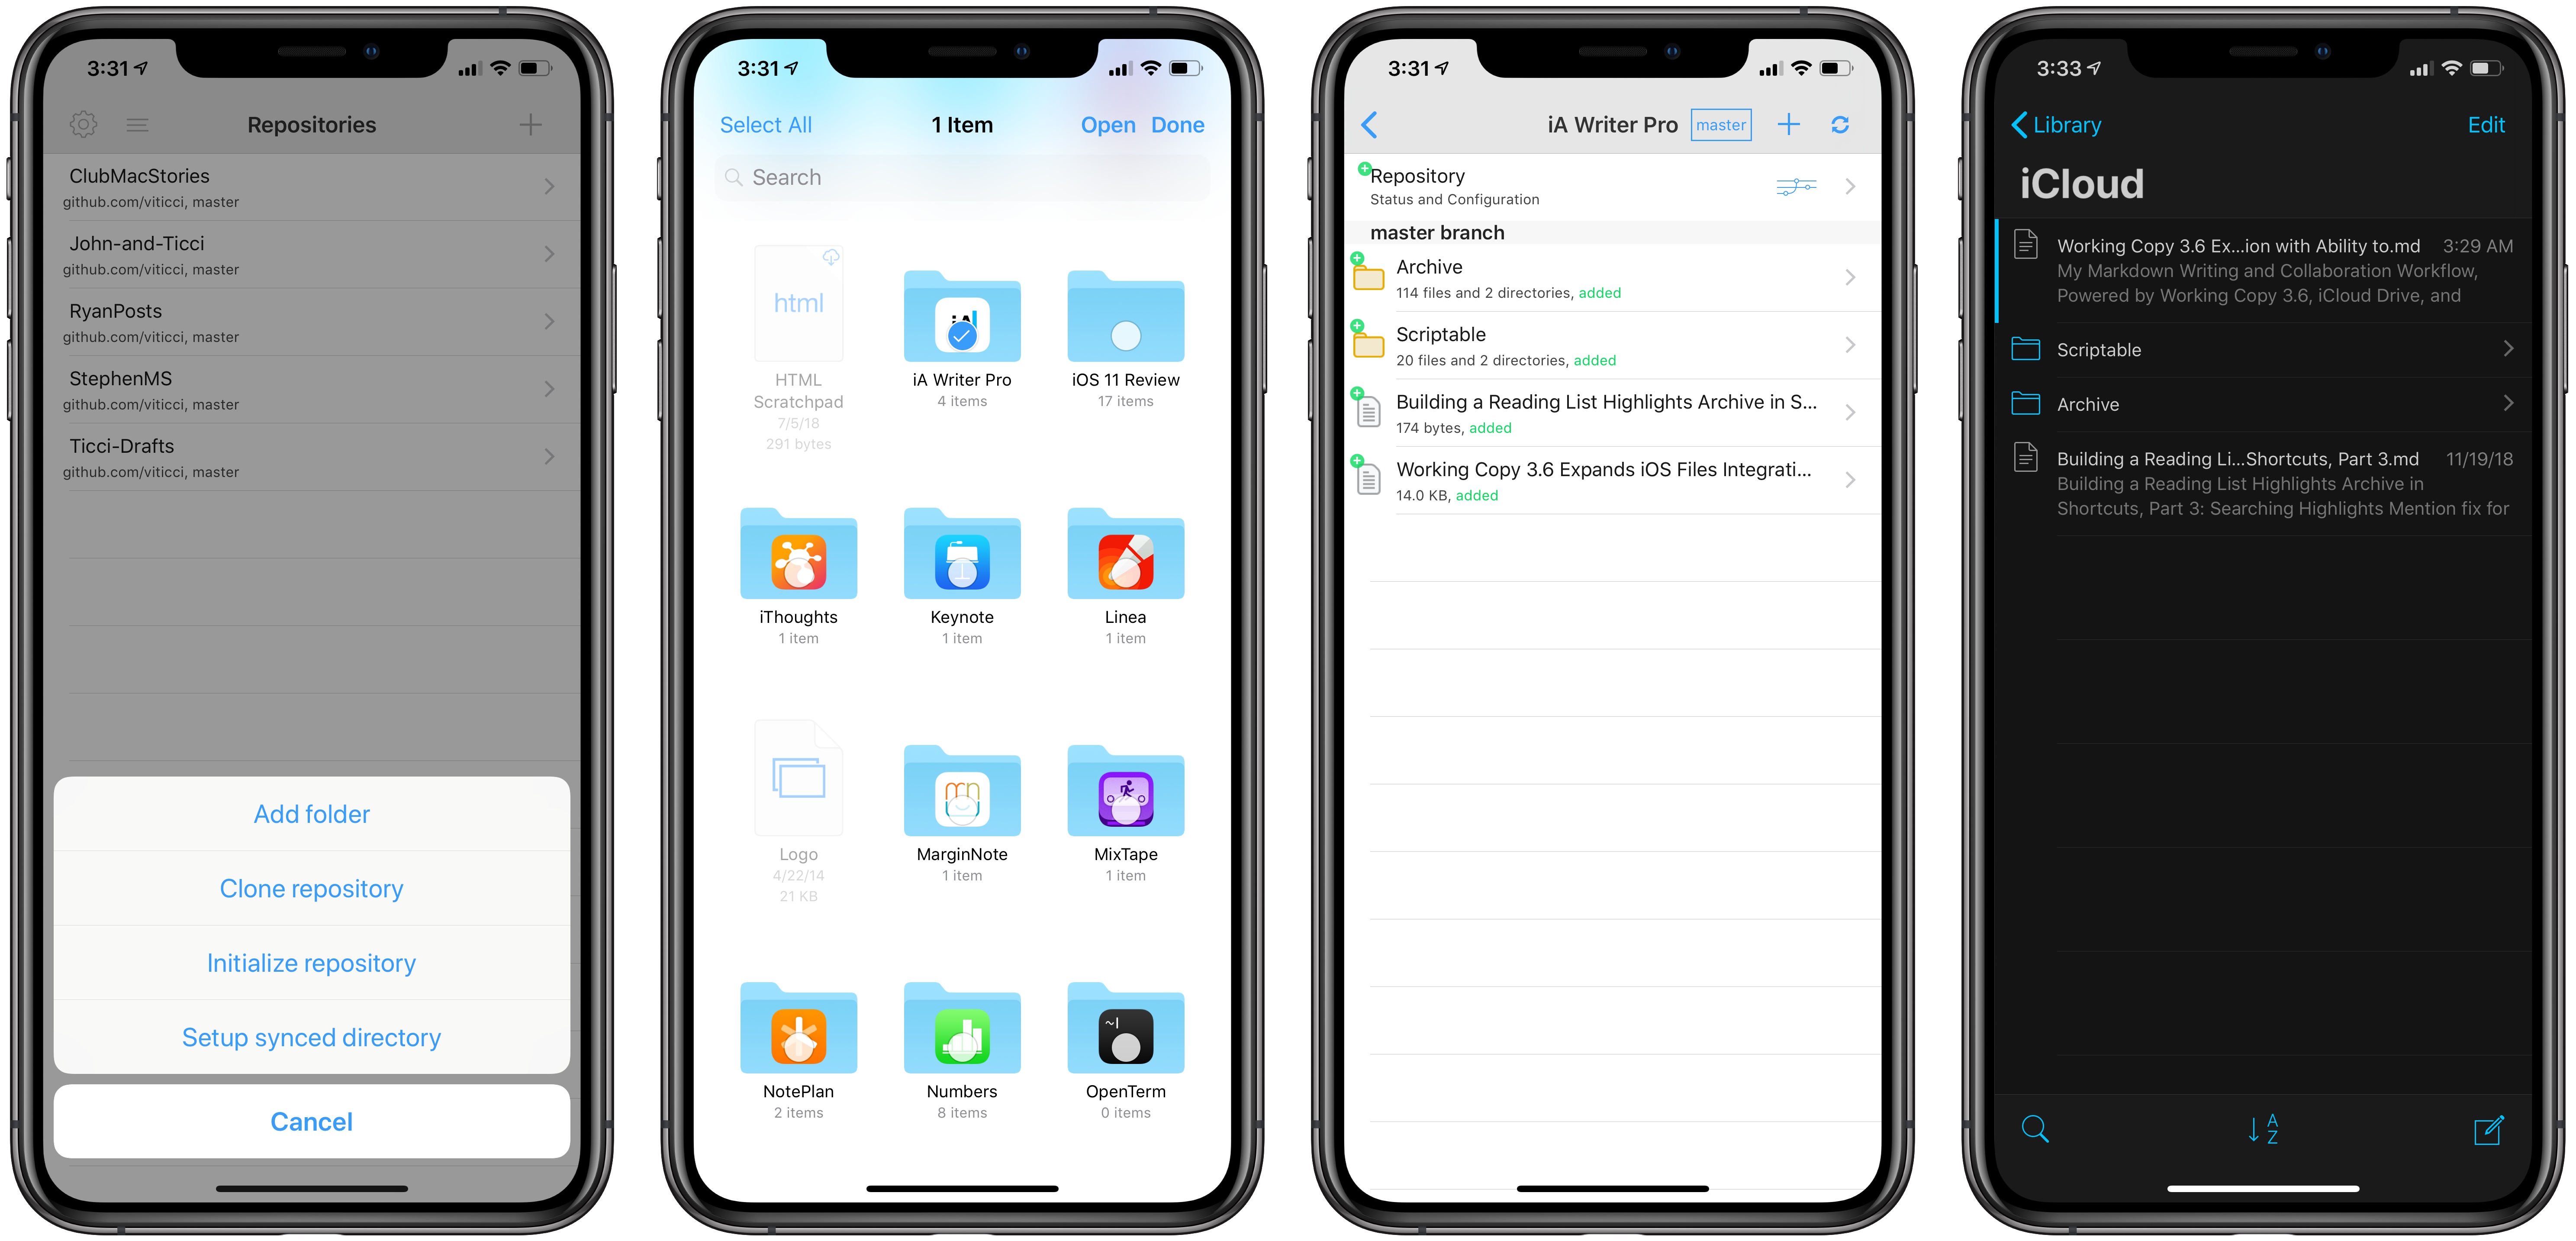 3:31
Repositories
ClubMacStories
github.com/viticci, master
John-and-Ticci
github.com/viticci, master
RyanPosts
github.com/viticci, master
StephenMS
github.com/viticci, master
Ticci-Drafts
github.com/viticci, master
Add folder
Clone repository
Initialize repository
Setup synced directory
Cancel
3:31
Select All 1 Item Open Done
Search
html
HTML
Scratchpad
7/5/18
291 bytes
iA
iA Writer Pro
4 items
iOS 11 Review
17 items
iThoughts
1 item
Keynote
1 item
Linea
1 item
Logo
4/22/14
21 KB
mn
MarginNote
1 item
MixTape
1 item
NotePlan
2 items
Numbers
8 items
~|
OpenTerm
0 items
3:31
iA Writer Pro master
Repository
Status and Configuration
master branch
Archive
114 files and 2 directories, added
Scriptable
20 files and 2 directories, added
Building a Reading List Highlights Archive in S...
174 bytes, added
Working Copy 3.6 Expands iOS Files Integrati...
14.0 KB, added
3:33
Library Edit
iCloud
Working Copy 3.6 Ex...ion with Ability to.md 3:29 AM
My Markdown Writing and Collaboration Workflow,
Powered by Working Copy 3.6, iCloud Drive, and
Scriptable
Archive
Building a Reading Li...Shortcuts, Part 3.md 11/19/18
Building a Reading List Highlights Archive in
Shortcuts, Part 3: Searching Highlights Mention fix for
A
Z